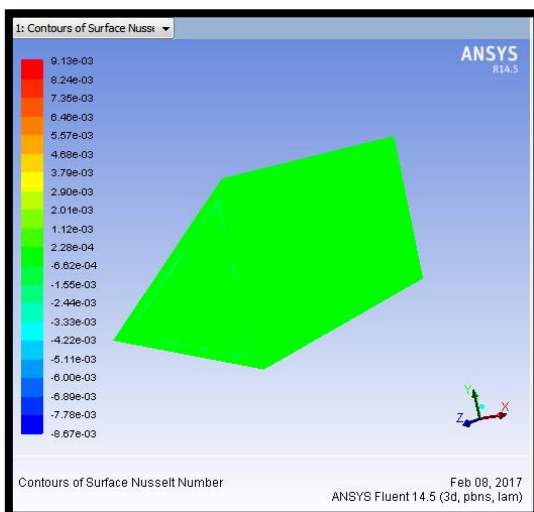 1: Contours of Surface Nusse
ANSYS
R14.5
9.13e-03
8.24e-03
7.35e-03
6.46e-03
5.57e-03
4.68e-03
3.79e-03
2.90e-03
2.01e-03
1.12e-03
2.28e-04
-6.62e-04
-1.55e-03
-2.44e-03
-3.33e-03
-4.22e-03
-5.11e-03
-6.00e-03
-6.89e-03
-7.78e-03
-8.67e-03
Y
Z
X
Contours of Surface Nusselt Number
Feb 08, 2017
ANSYS Fluent 14.5 (3d, pbns, lam)